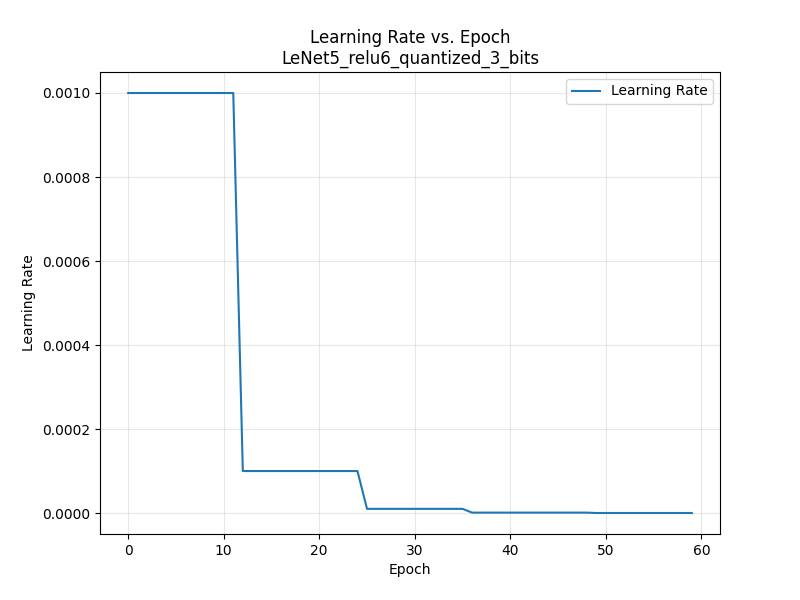 Learning Rate vs. Epoch
LeNet5_relu6_quantized_3_bits
Learning Rate
0.0010
0.0008
0.0006
0.0004
0.0002
0.0000
Learning Rate
0 10 20 30 40 50 60
Epoch